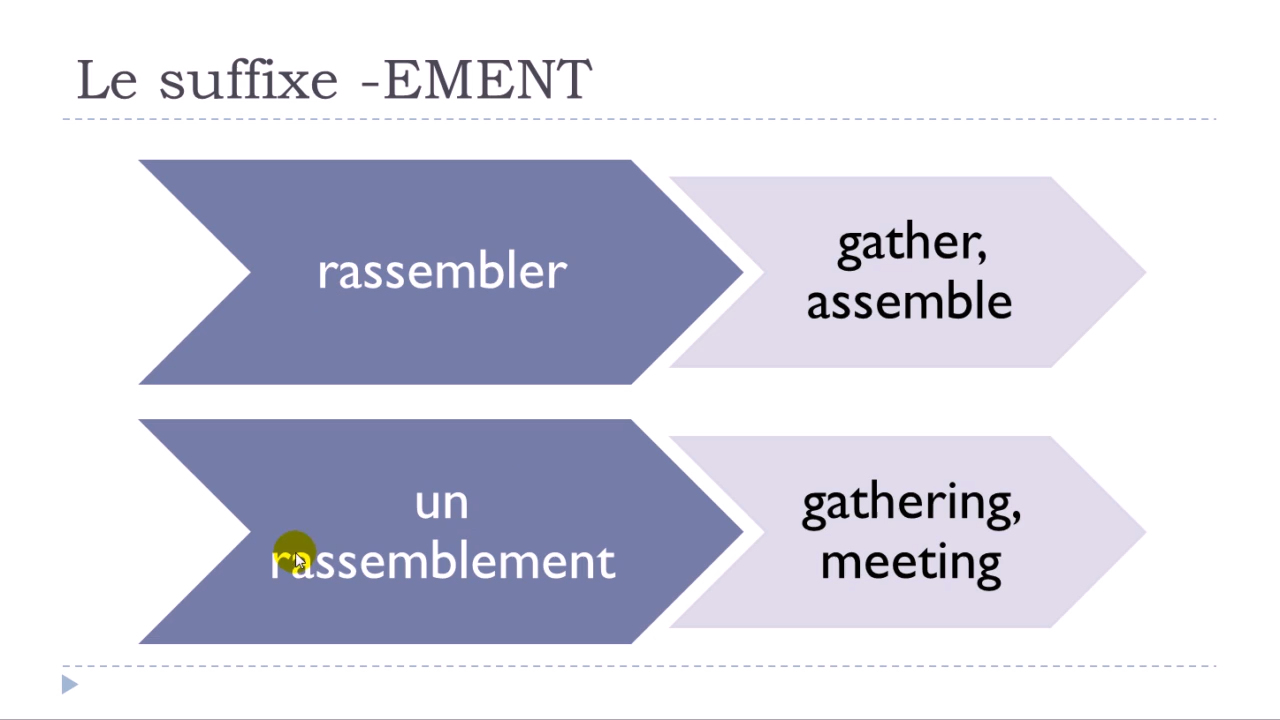 Le suffixe -EMENT
rassembler
gather,
assemble
un
rassemblement
gathering,
meeting